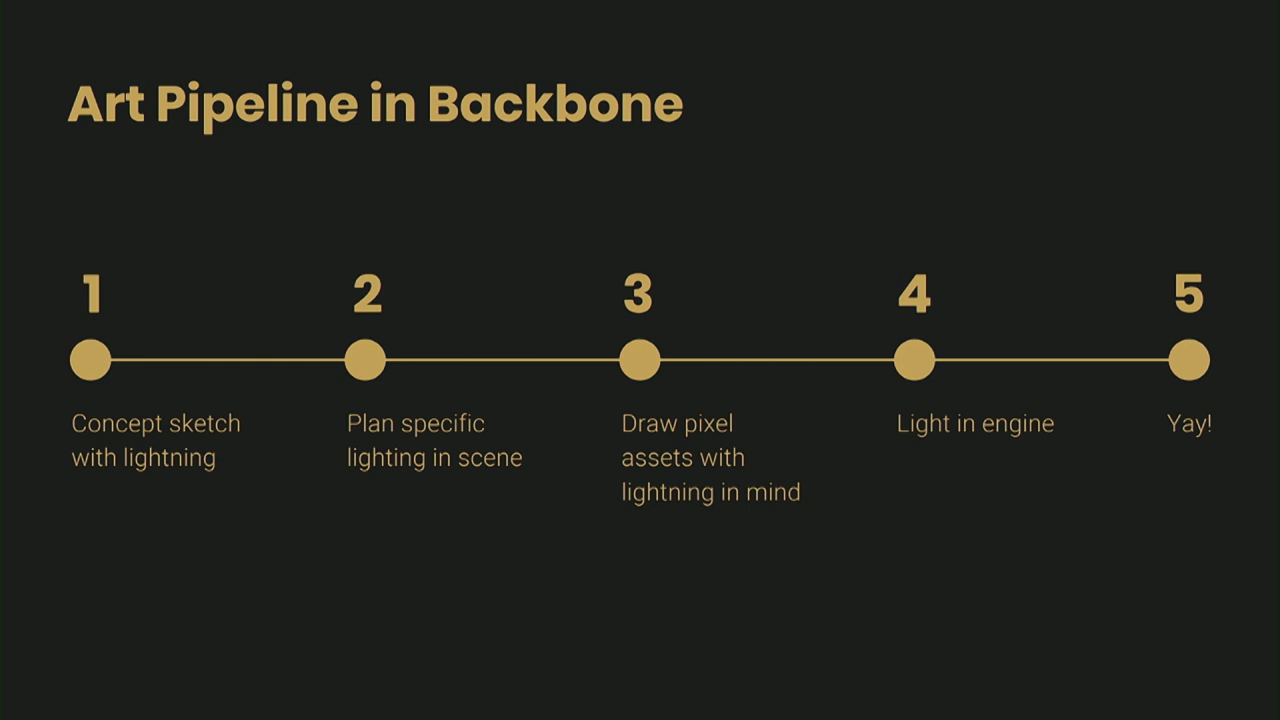 Art Pipeline in Backbone
1
2
3
4
5
Concept sketch
with lightning
Plan specific
lighting in scene
Draw pixel
assets with
lightning in mind
Light in engine
Yay!